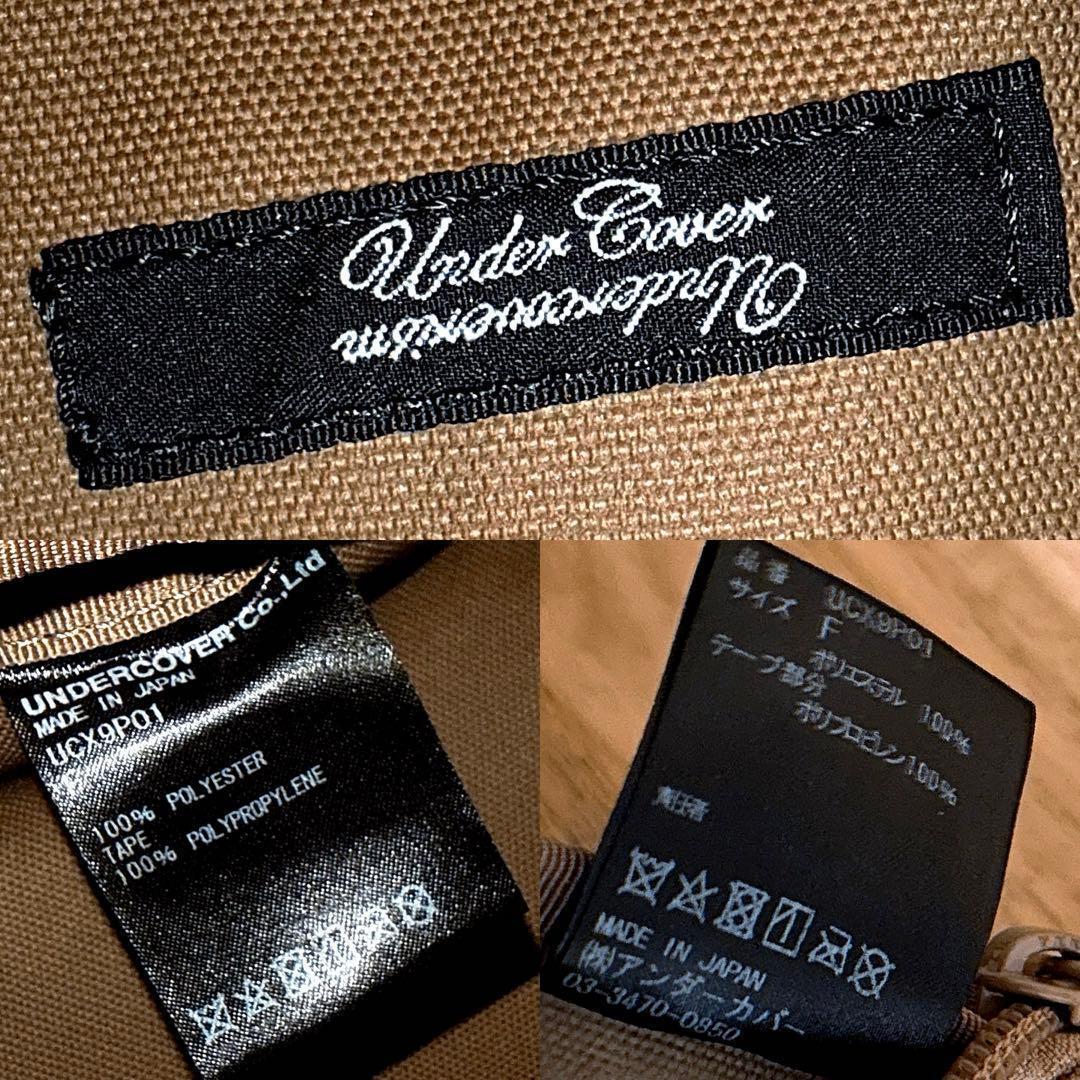 Under Cover
Undercoverism
UNDERCOVER Co.,Ltd
MADE IN JAPAN
UCX9P01
100% POLYESTER
TAPE
100% POLYPROPYLENE
品番 UCX9P01
サイズ F
ポリエステル 100%
テープ部分
ポリプロピレン 100%
責任者
MADE IN JAPAN
(株)アンダーカバー
03-3470-0850